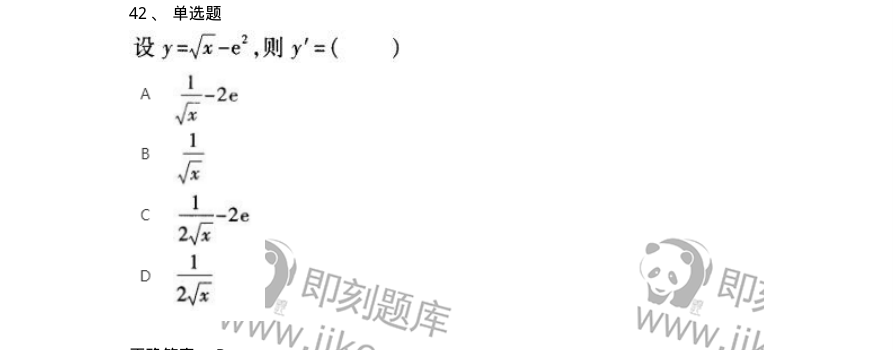 42 、 单选题
设 y=√x-e²,则 y′=(  )
A 1/√x-2e
B 1/√x
C 1/(2√x)-2e
D 1/(2√x)
即刻题库
即
www.jike
www.jik